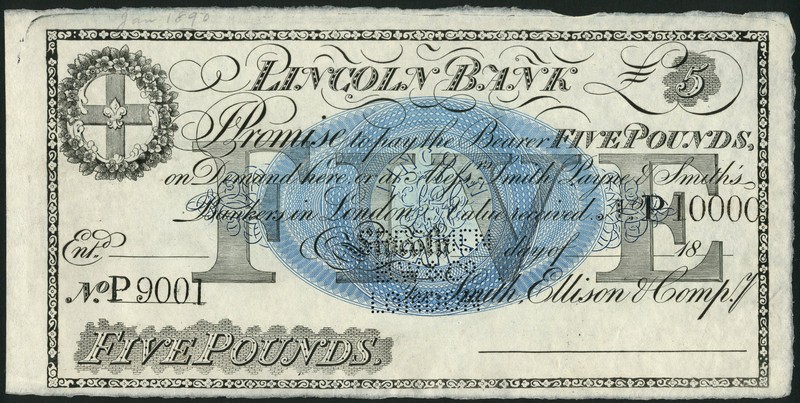 Jan 1890
LINCOLN BANK £ 5
I Promise to pay the Bearer FIVE POUNDS,
on Demand here or at Messrs Smith, Payne & Smith's
Bankers in London, Value received. No P 10000
Entd. Lincoln day of 18
No. P 9001 For Smith, Ellison & Comp.y
FIVE
FIVE POUNDS.